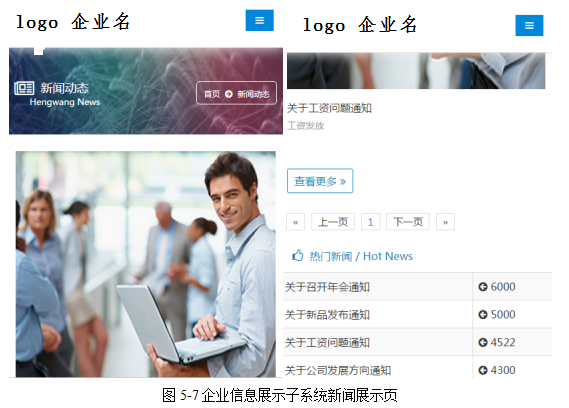 logo 企业名
新闻动态
Hengwang News
首页 新闻动态
logo 企业名
关于工资问题通知
工资发放
查看更多 »
« 上一页 1 下一页 »
热门新闻 / Hot News
关于召开年会通知 6000
关于新品发布通知 5000
关于工资问题通知 4522
关于公司发展方向通知 4300
图 5-7 企业信息展示子系统新闻展示页